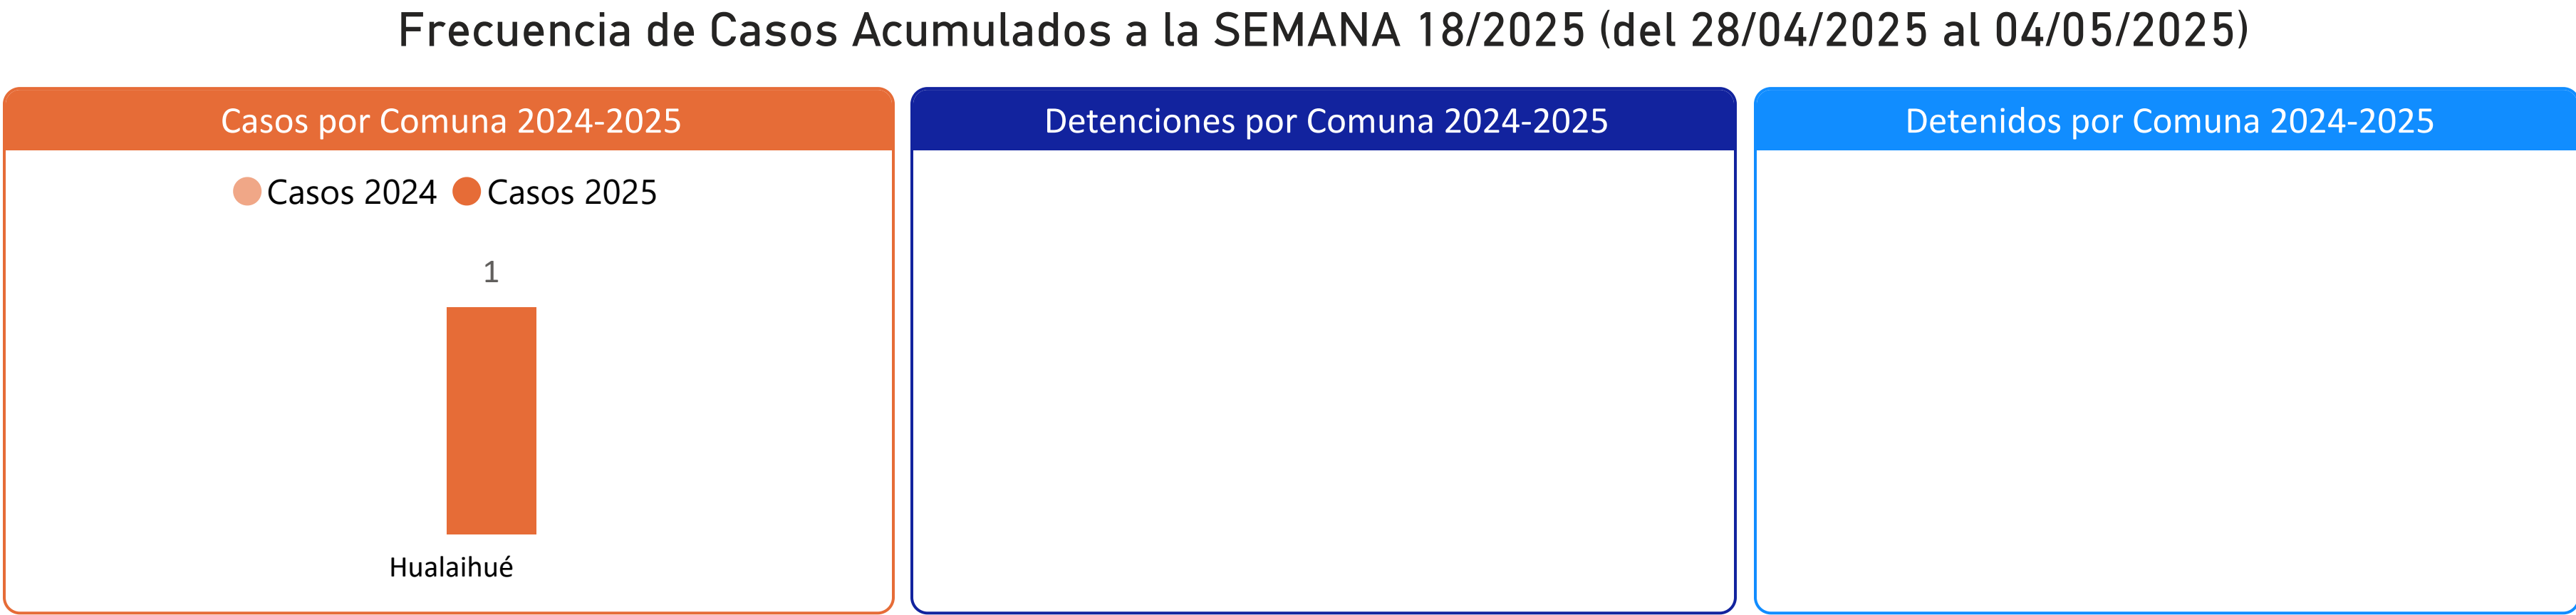 Frecuencia de Casos Acumulados a la SEMANA 18/2025 (del 28/04/2025 al 04/05/2025)
Casos por Comuna 2024-2025
Casos 2024 Casos 2025
1
Hualaihué
Detenciones por Comuna 2024-2025
Detenidos por Comuna 2024-2025